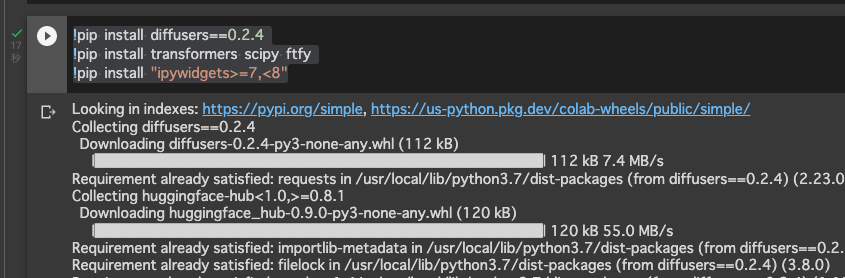 17
秒
!pip install diffusers==0.2.4
!pip install transformers scipy ftfy
!pip install "ipywidgets>=7,<8"
Looking in indexes: https://pypi.org/simple, https://us-python.pkg.dev/colab-wheels/public/simple/
Collecting diffusers==0.2.4
Downloading diffusers-0.2.4-py3-none-any.whl (112 kB)
112 kB 7.4 MB/s
Requirement already satisfied: requests in /usr/local/lib/python3.7/dist-packages (from diffusers==0.2.4) (2.23.0
Collecting huggingface-hub<1.0,>=0.8.1
Downloading huggingface_hub-0.9.0-py3-none-any.whl (120 kB)
120 kB 55.0 MB/s
Requirement already satisfied: importlib-metadata in /usr/local/lib/python3.7/dist-packages (from diffusers==0.2.
Requirement already satisfied: filelock in /usr/local/lib/python3.7/dist-packages (from diffusers==0.2.4) (3.8.0)